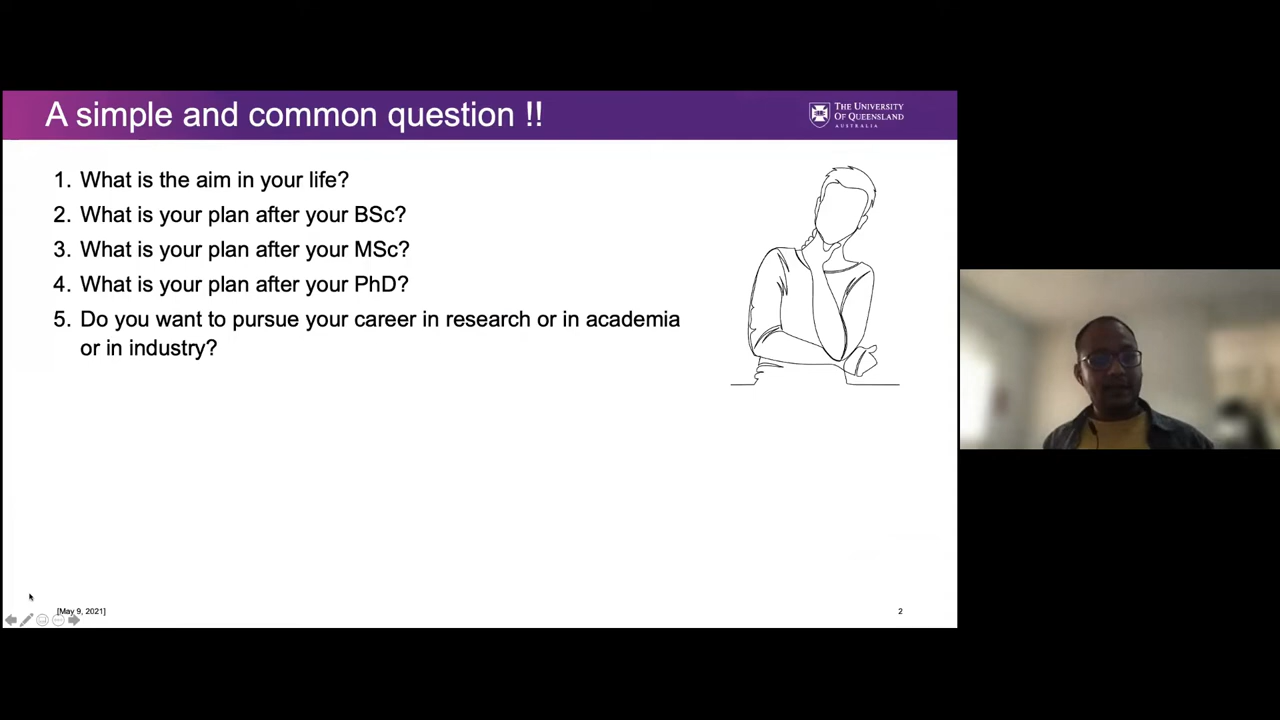 A simple and common question !!
THE UNIVERSITY
OF QUEENSLAND
AUSTRALIA
1. What is the aim in your life?
2. What is your plan after your BSc?
3. What is your plan after your MSc?
4. What is your plan after your PhD?
5. Do you want to pursue your career in research or in academia
or in industry?
[May 9, 2021]
2